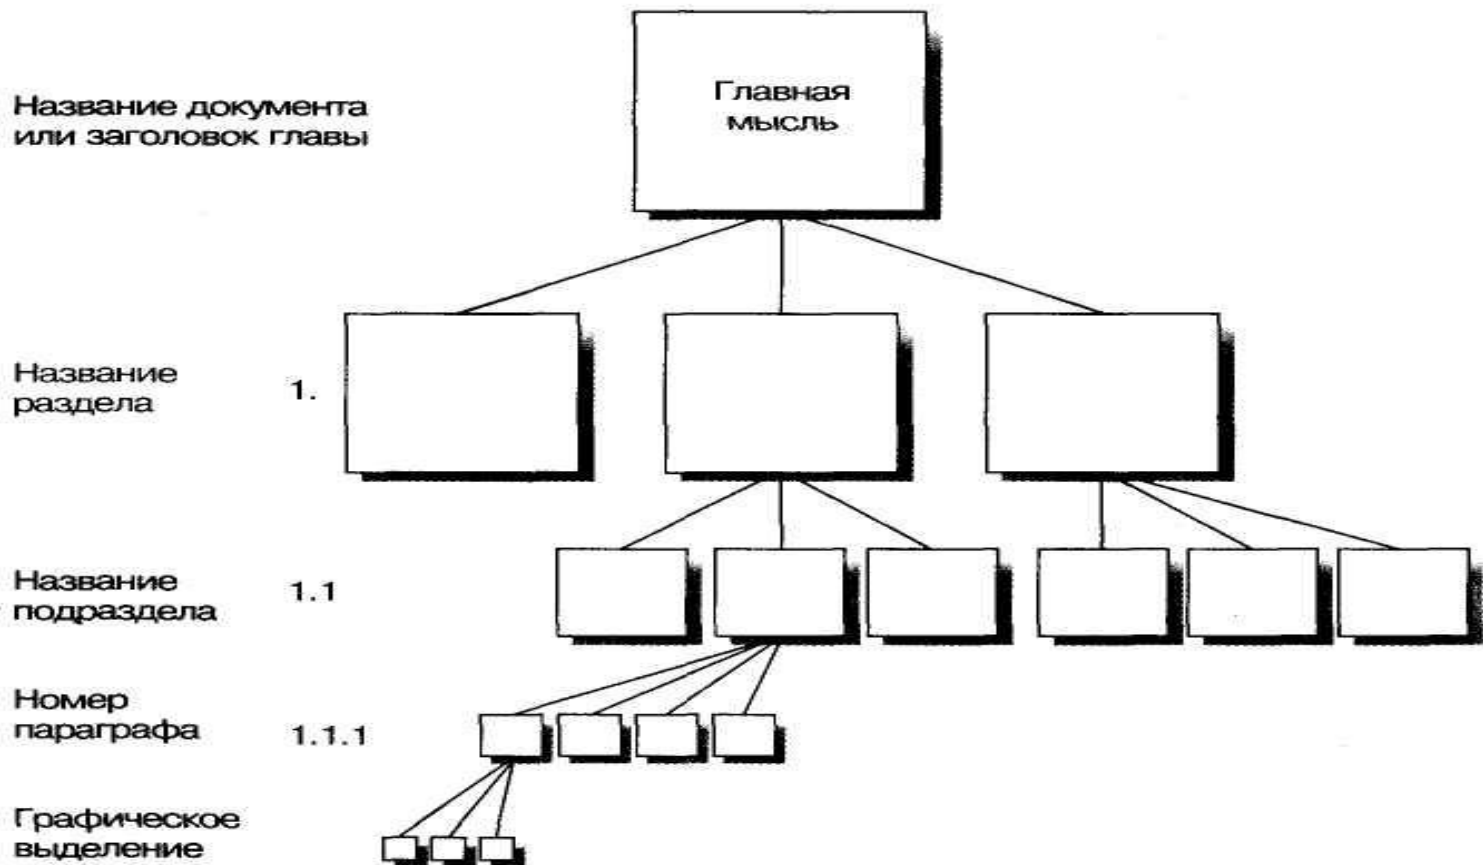 Название документа
или заголовок главы
Главная
мысль
Название
раздела
1.
Название
подраздела
1.1
Номер
параграфа
1.1.1
Графическое
выделение